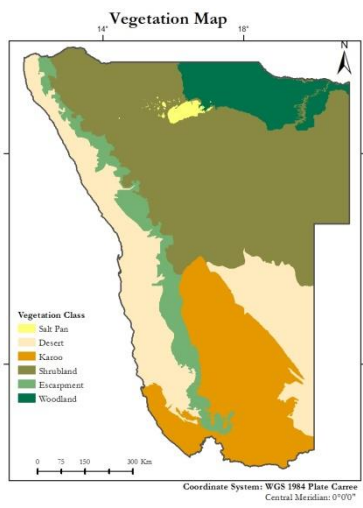 Vegetation Map
14° 18°
N
Vegetation Class
Salt Pan
Desert
Karoo
Shrubland
Escarpment
Woodland
0 75 150 300 Km
Coordinate System: WGS 1984 Plate Carree
Central Meridian: 0°0'0"